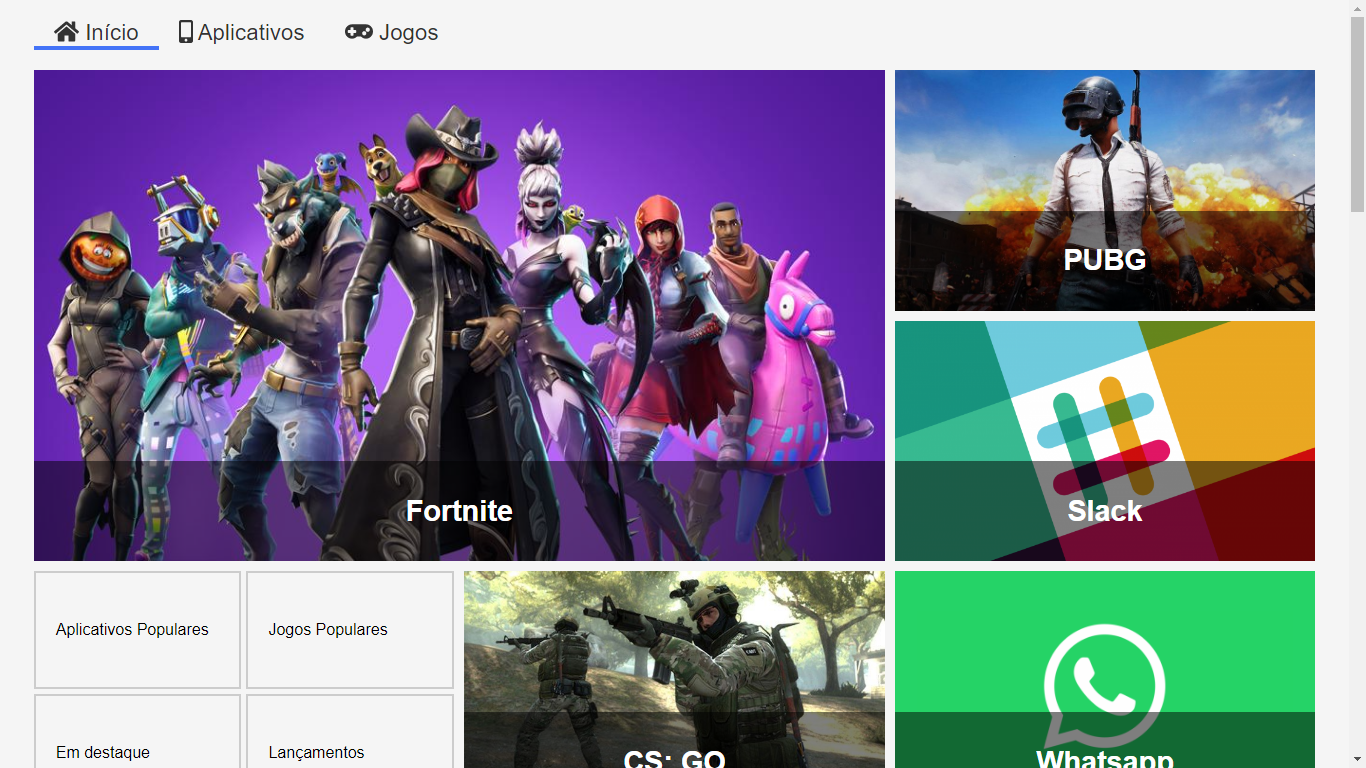 Início
Aplicativos
Jogos
Fortnite
PUBG
Slack
Aplicativos Populares
Jogos Populares
Em destaque
Lançamentos
CS: GO
Whatsapp